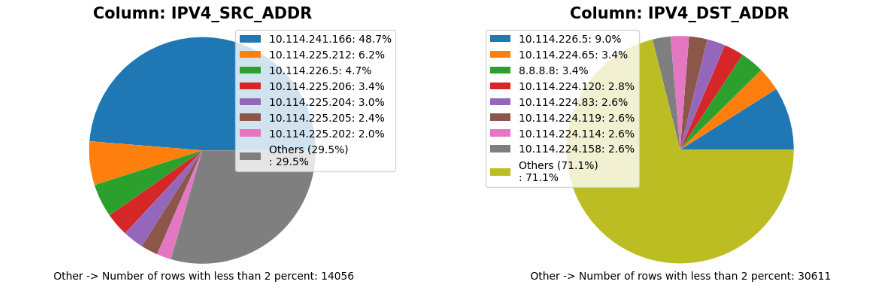 Column: IPV4_SRC_ADDR
10.114.241.166: 48.7%
10.114.225.212: 6.2%
10.114.226.5: 4.7%
10.114.225.206: 3.4%
10.114.225.204: 3.0%
10.114.225.205: 2.4%
10.114.225.202: 2.0%
Others (29.5%)
: 29.5%
Other -> Number of rows with less than 2 percent: 14056
Column: IPV4_DST_ADDR
10.114.226.5: 9.0%
10.114.224.65: 3.4%
8.8.8.8: 3.4%
10.114.224.120: 2.8%
10.114.224.83: 2.6%
10.114.224.119: 2.6%
10.114.224.114: 2.6%
10.114.224.158: 2.6%
Others (71.1%)
: 71.1%
Other -> Number of rows with less than 2 percent: 30611